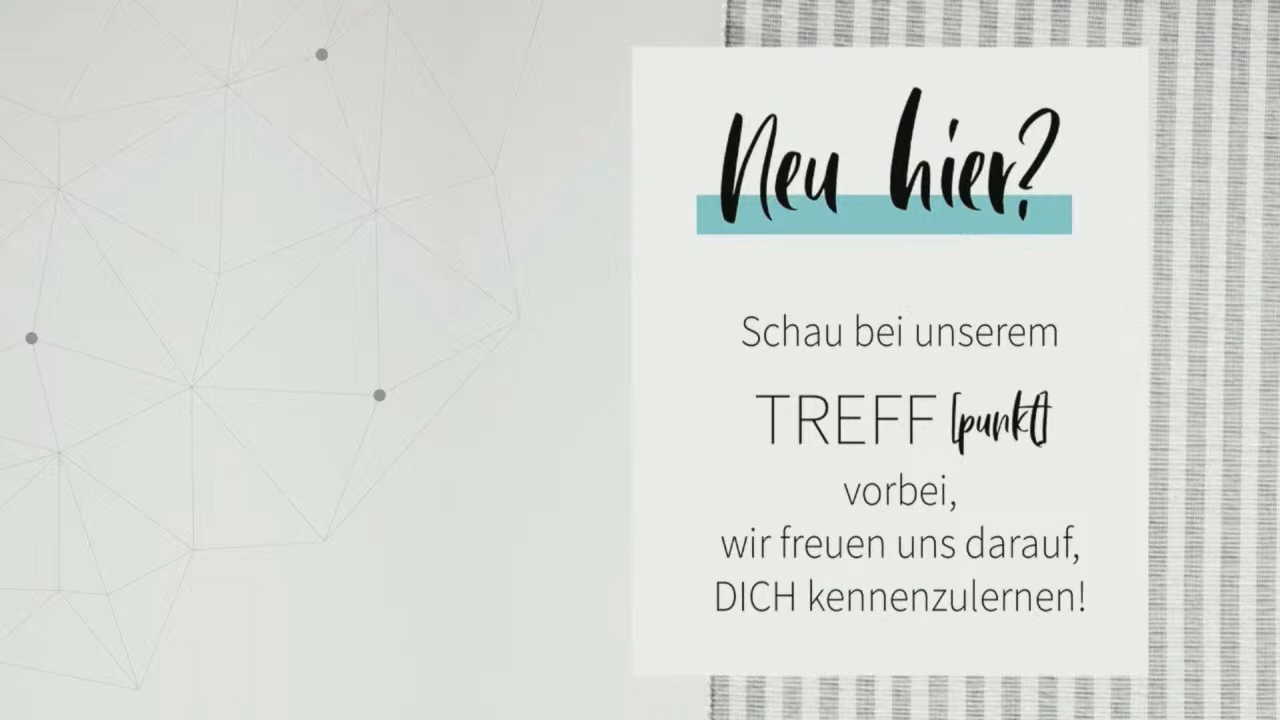 Neu hier?
Schau bei unserem
TREFF [punkt]
vorbei,
wir freuen uns darauf,
DICH kennenzulernen!